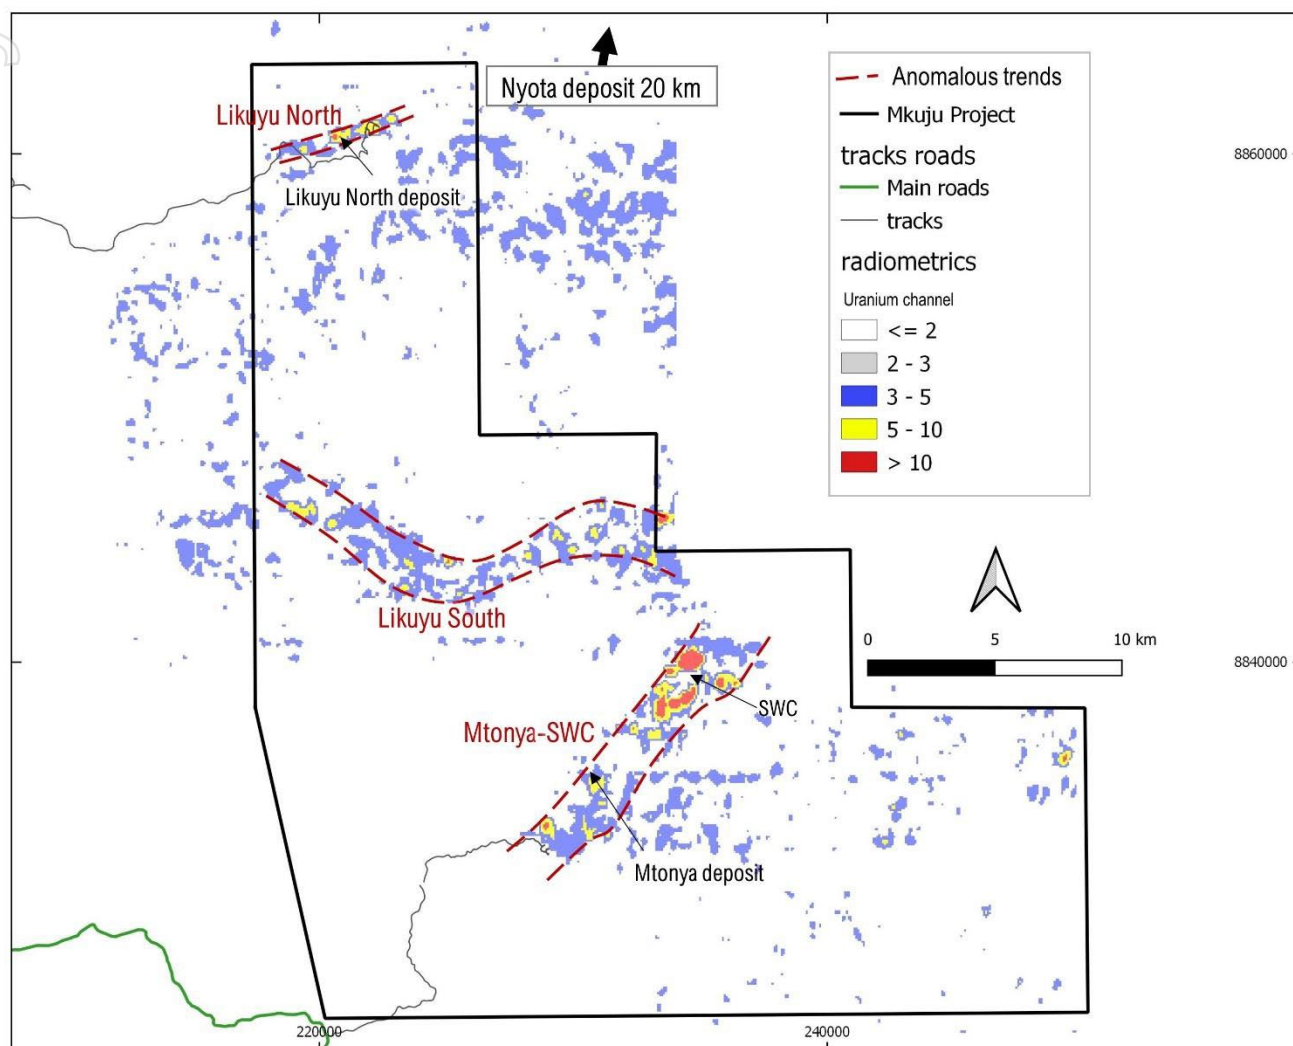 Nyota deposit 20 km
Likuyu North
Likuyu North deposit
Likuyu South
Mtonya-SWC
SWC
Mtonya deposit
Anomalous trends
Mkuju Project
tracks roads
Main roads
tracks
radiometrics
Uranium channel
<= 2
2 - 3
3 - 5
5 - 10
> 10
0 5 10 km
8860000
8840000
220000
240000